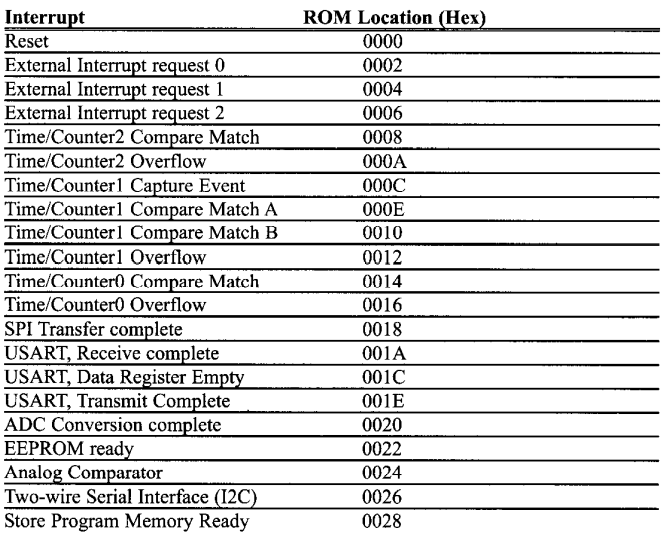 Interrupt ROM Location (Hex)
Reset 0000
External Interrupt request 0 0002
External Interrupt request 1 0004
External Interrupt request 2 0006
Time/Counter2 Compare Match 0008
Time/Counter2 Overflow 000A
Time/Counter1 Capture Event 000C
Time/Counter1 Compare Match A 000E
Time/Counter1 Compare Match B 0010
Time/Counter1 Overflow 0012
Time/Counter0 Compare Match 0014
Time/Counter0 Overflow 0016
SPI Transfer complete 0018
USART, Receive complete 001A
USART, Data Register Empty 001C
USART, Transmit Complete 001E
ADC Conversion complete 0020
EEPROM ready 0022
Analog Comparator 0024
Two-wire Serial Interface (I2C) 0026
Store Program Memory Ready 0028